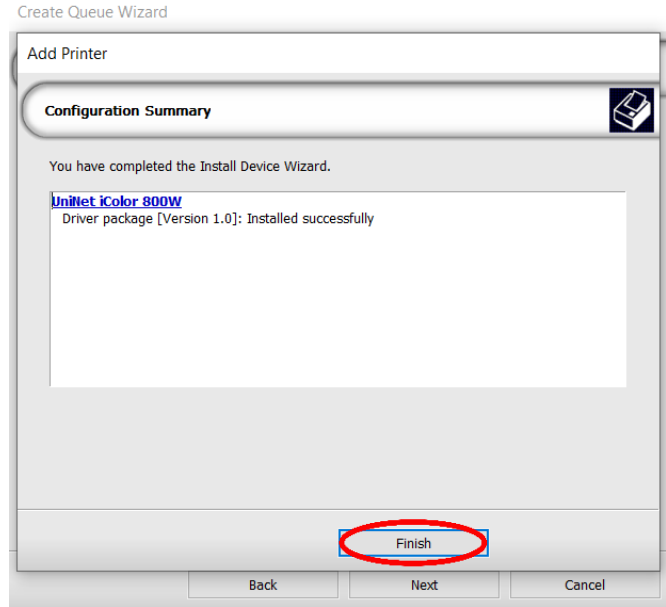 Create Queue Wizard
Add Printer
Configuration Summary
You have completed the Install Device Wizard.
UniNet iColor 800W
Driver package [Version 1.0]: Installed successfully
Finish
Back
Next
Cancel